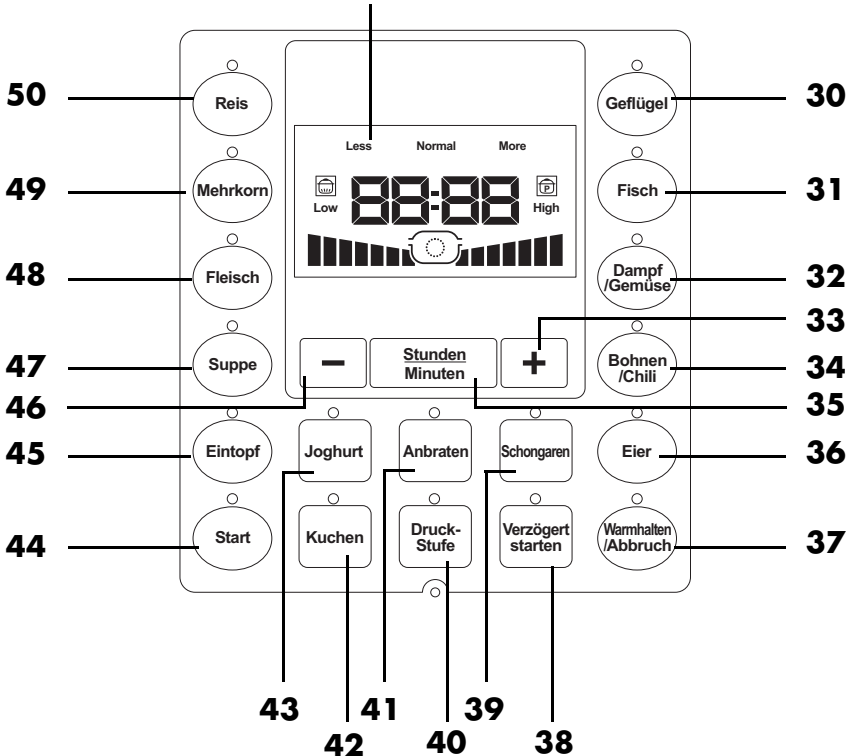 50
Reis
Geflügel
30
Less Normal More
49
Mehrkorn
88:88
P
Fisch
31
Low
High
48
Fleisch
Dampf
/Gemüse
32
33
47
Suppe
−
Stunden
Minuten
+
Bohnen
/Chili
34
46
35
45
Eintopf
Joghurt
Anbraten
Schongaren
Eier
36
44
Start
Kuchen
Druck-
Stufe
Verzögert
starten
Warmhalten
/Abbruch
37
43
41
39
42
40
38